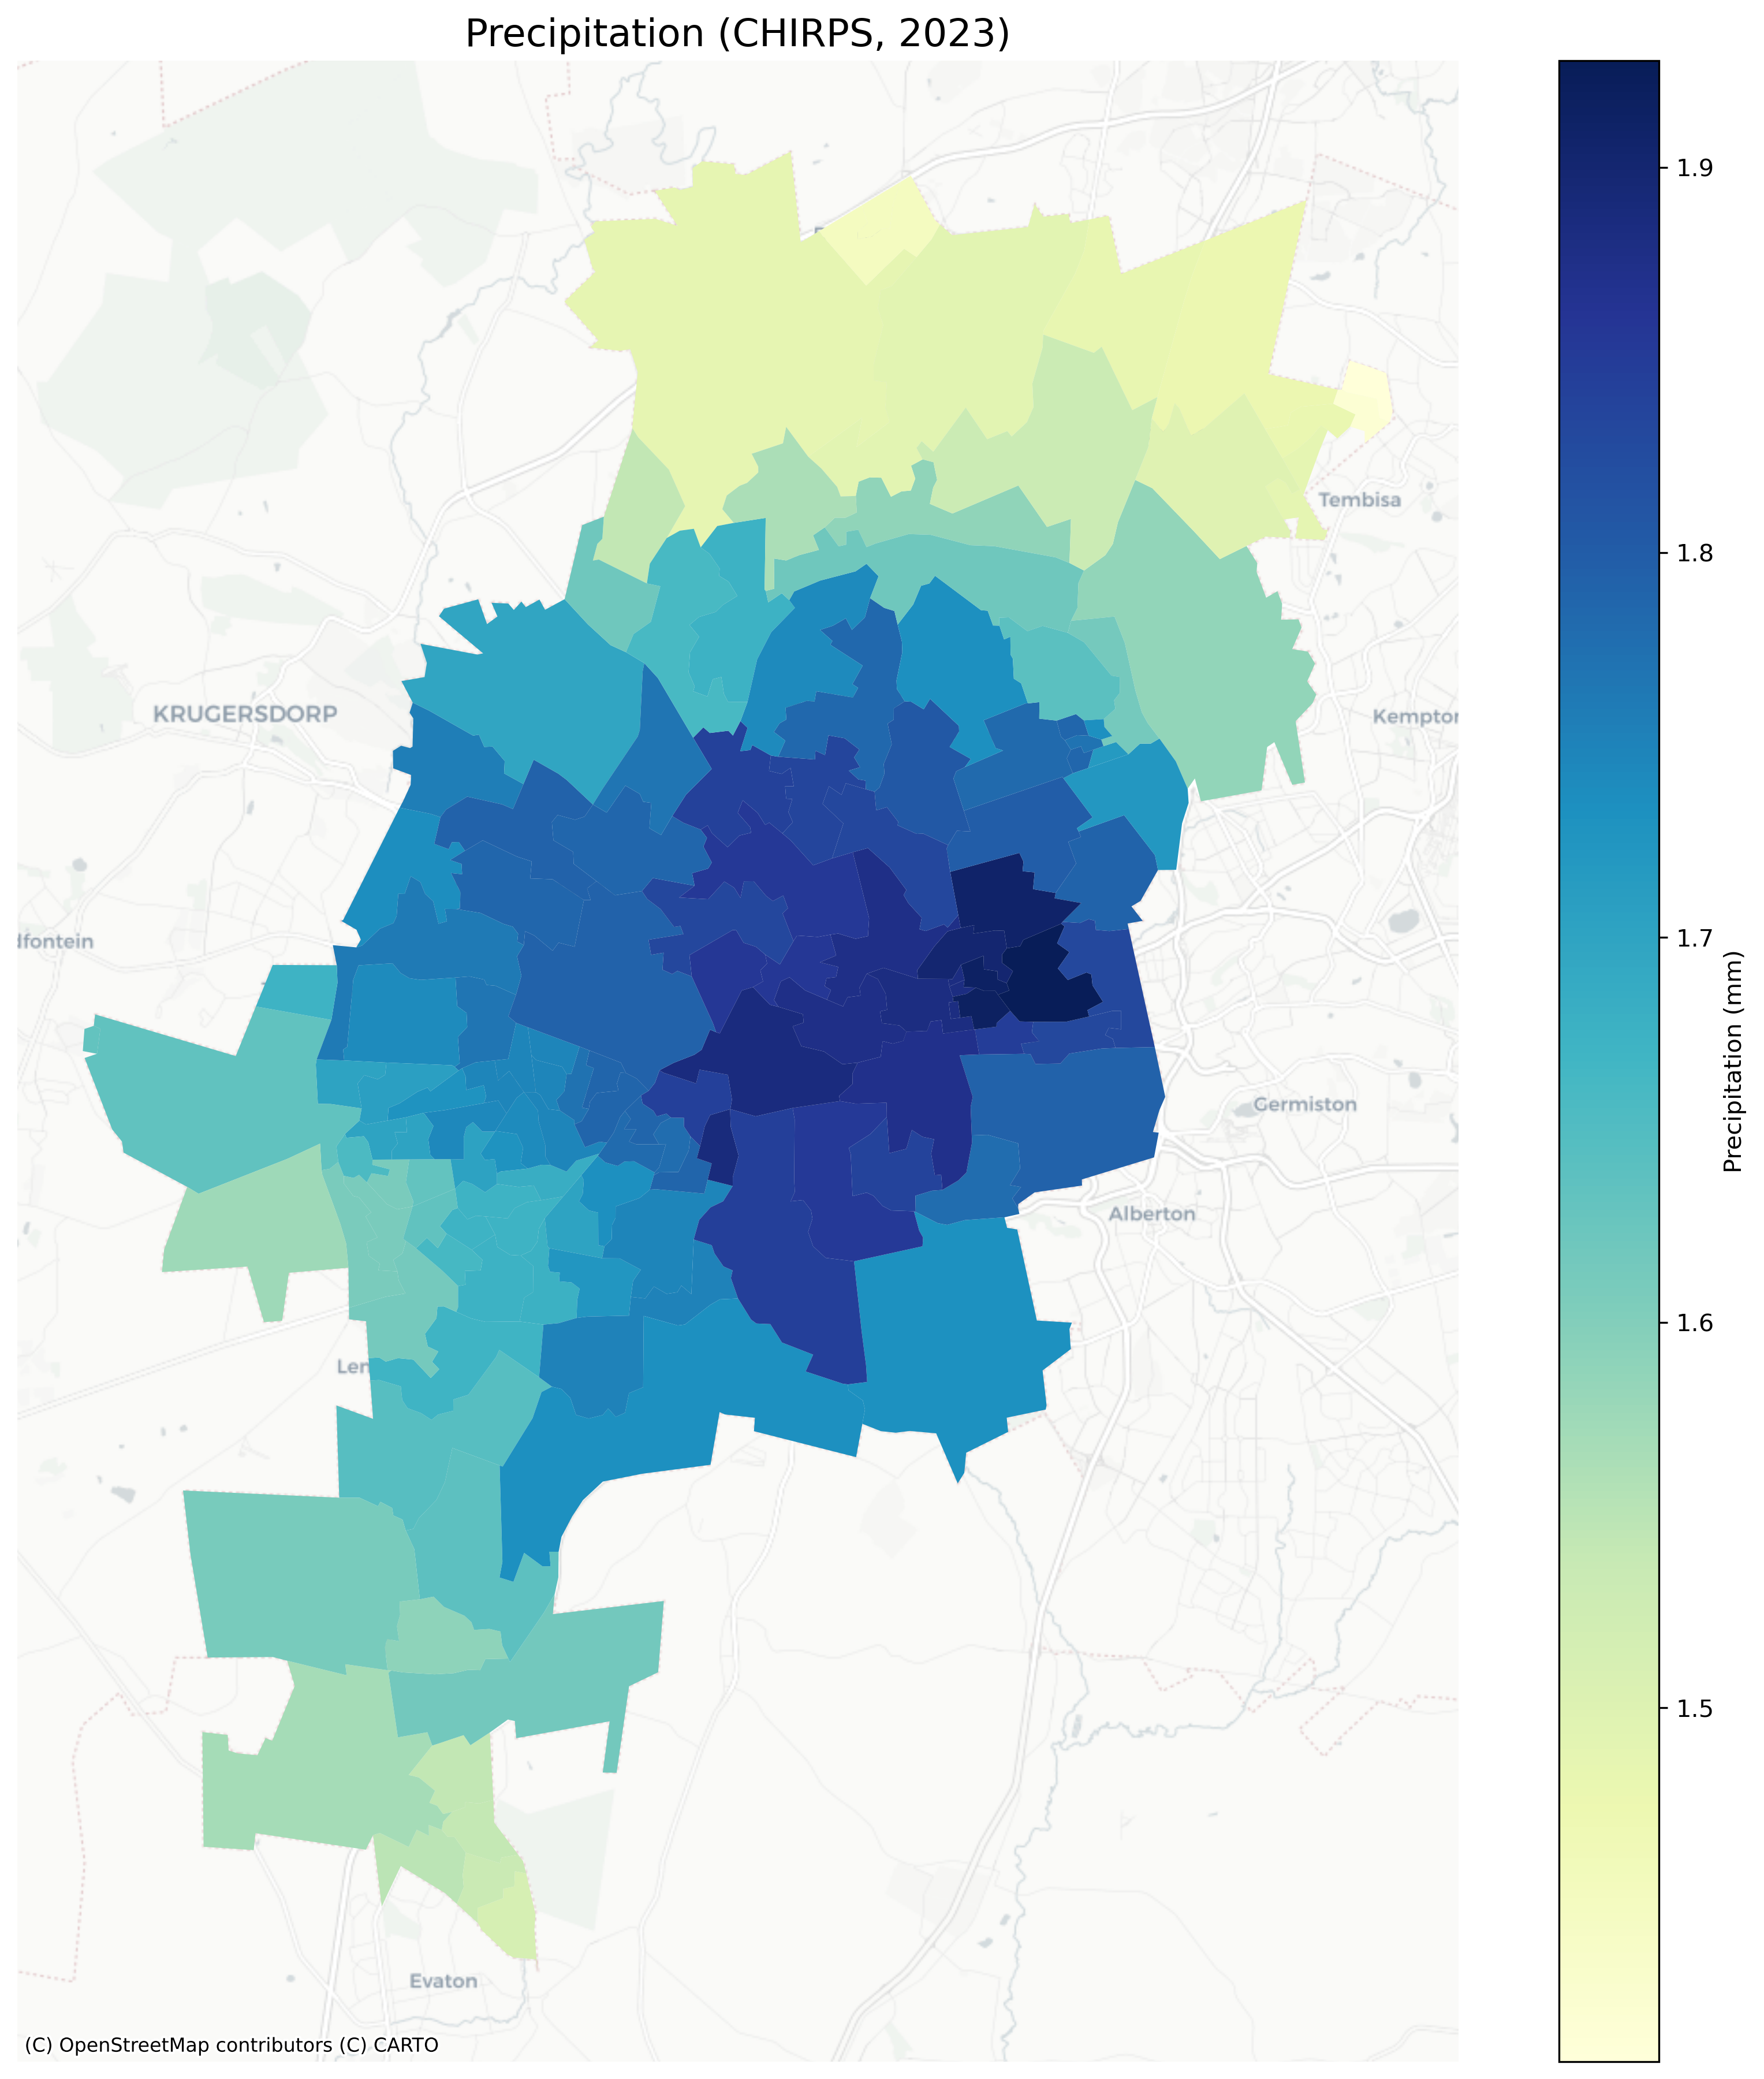 Precipitation (CHIRPS, 2023)
1.9
Tembisa
1.8
KRUGERSDORP
Kempton
dfontein
1.7
Precipitation (mm)
Germiston
Alberton
1.6
Len
1.5
Evaton
(C) OpenStreetMap contributors (C) CARTO